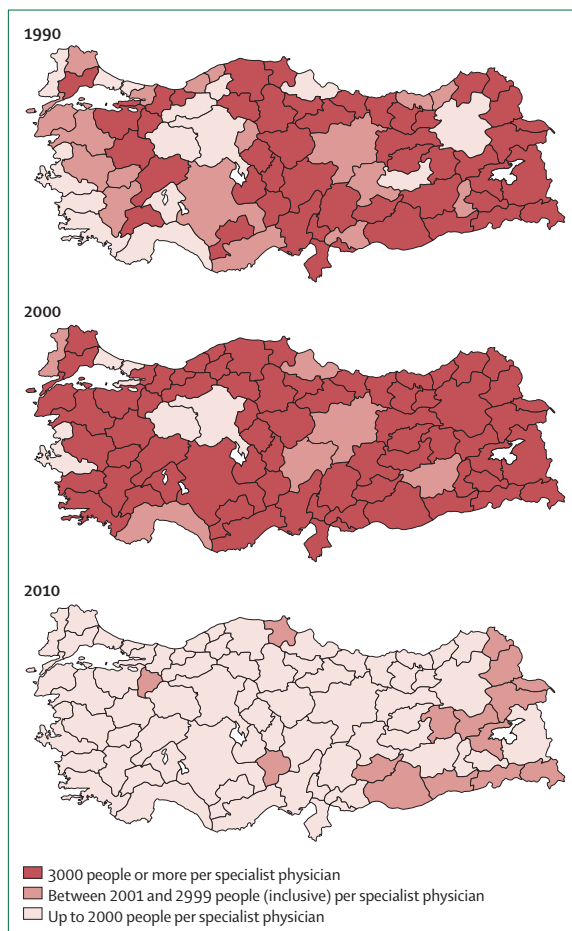 1990
2000
2010
3000 people or more per specialist physician
Between 2001 and 2999 people (inclusive) per specialist physician
Up to 2000 people per specialist physician